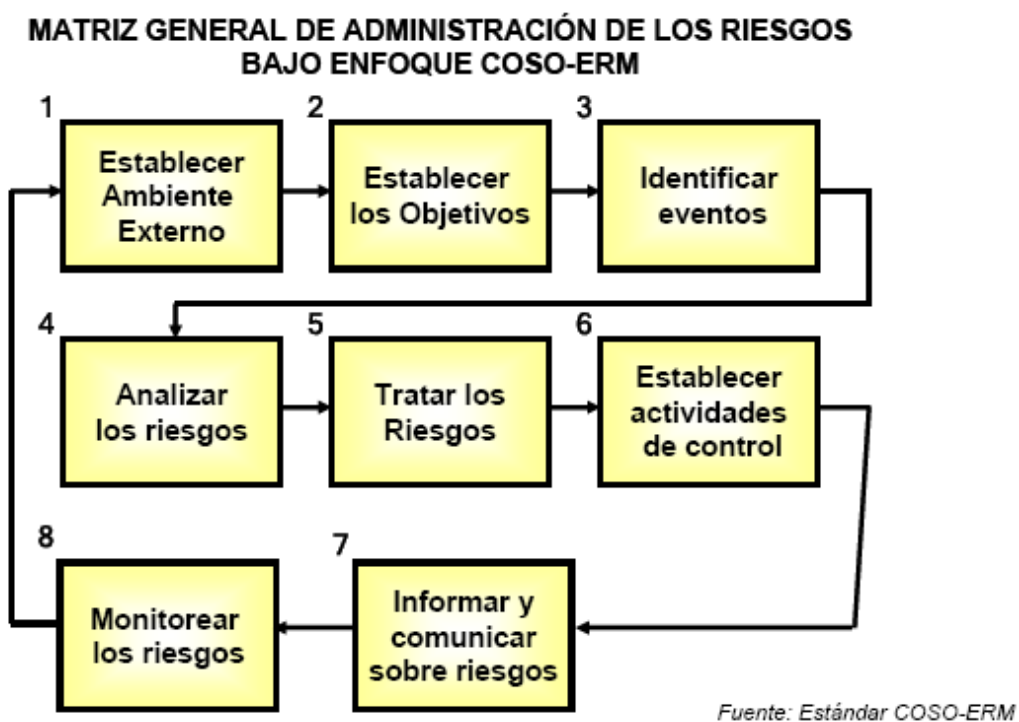 MATRIZ GENERAL DE ADMINISTRACIÓN DE LOS RIESGOS
BAJO ENFOQUE COSO-ERM
1
Establecer
Ambiente
Externo
2
Establecer
los Objetivos
3
Identificar
eventos
4
Analizar
los riesgos
5
Tratar los
Riesgos
6
Establecer
actividades
de control
7
Informar y
comunicar
sobre riesgos
8
Monitorear
los riesgos
Fuente: Estándar COSO-ERM